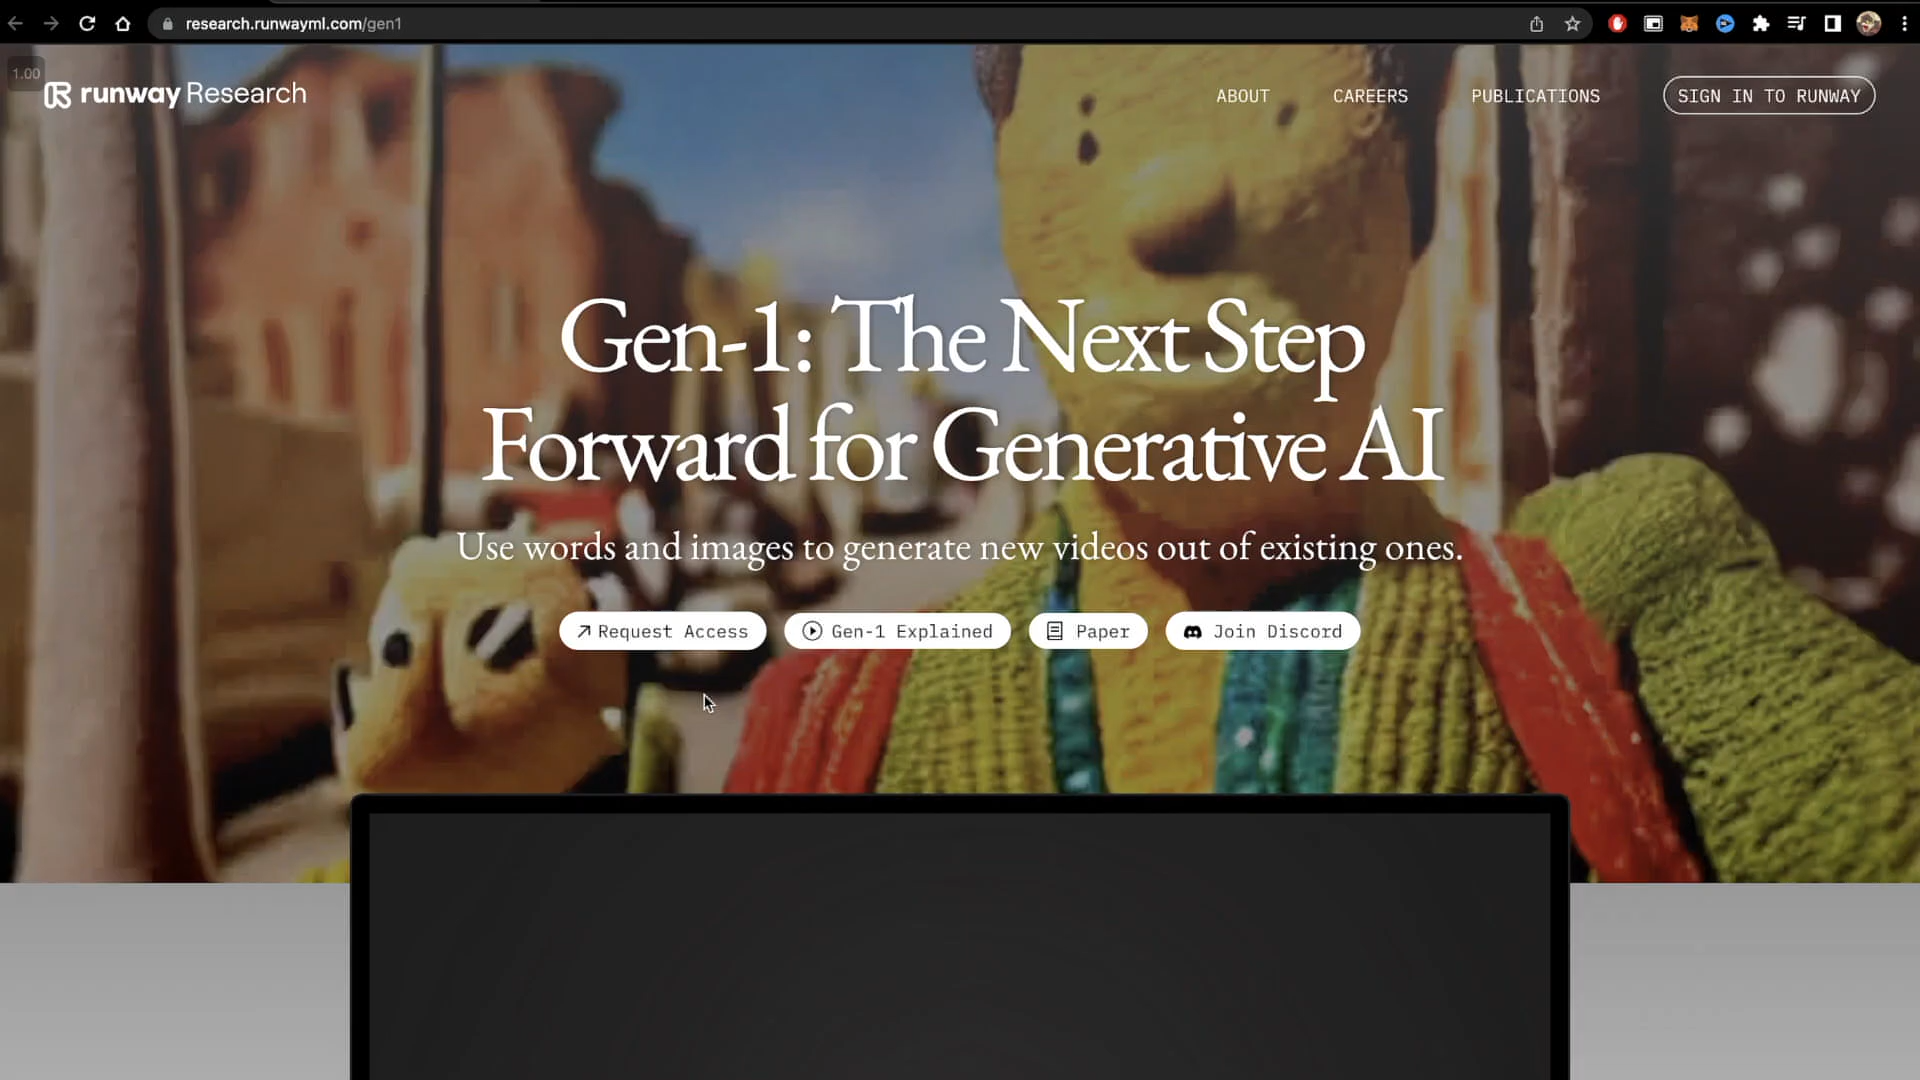 research.runwayml.com/gen1
1.00
runway Research
ABOUT
CAREERS
PUBLICATIONS
SIGN IN TO RUNWAY
Gen-1: The Next Step
Forward for Generative AI
Use words and images to generate new videos out of existing ones.
Request Access
Gen-1 Explained
Paper
Join Discord